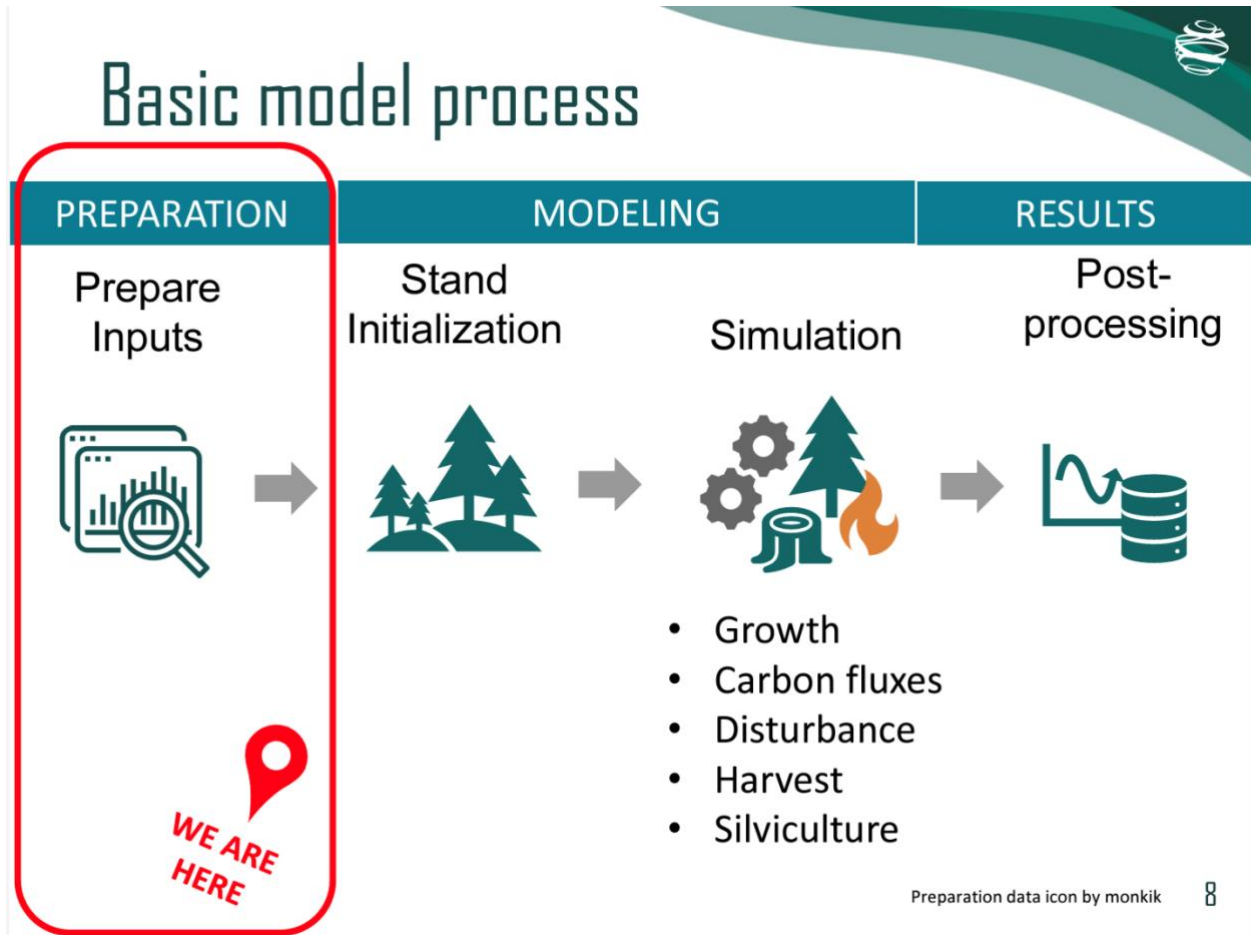 Basic model process
PREPARATION
MODELING
RESULTS
Prepare
Inputs
Stand
Initialization
Simulation
Post-
processing
• Growth
• Carbon fluxes
• Disturbance
• Harvest
• Silviculture
WE ARE
HERE
Preparation data icon by monkik
8